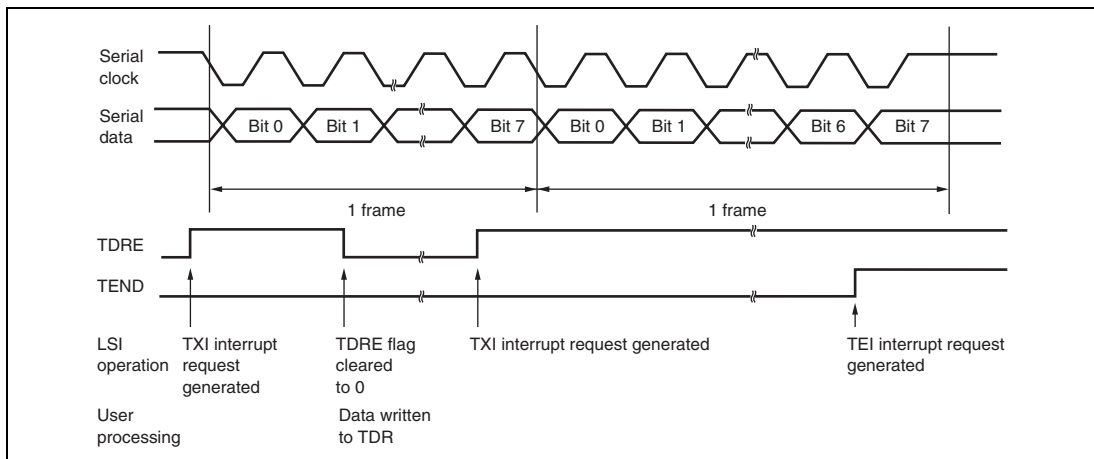 Serial
clock
Serial
data
Bit 0
Bit 1
Bit 7
Bit 0
Bit 1
Bit 6
Bit 7
1 frame
1 frame
TDRE
TEND
LSI
operation
TXI interrupt
request
generated
TDRE flag
cleared
to 0
TXI interrupt request generated
TEI interrupt request
generated
User
processing
Data written
to TDR